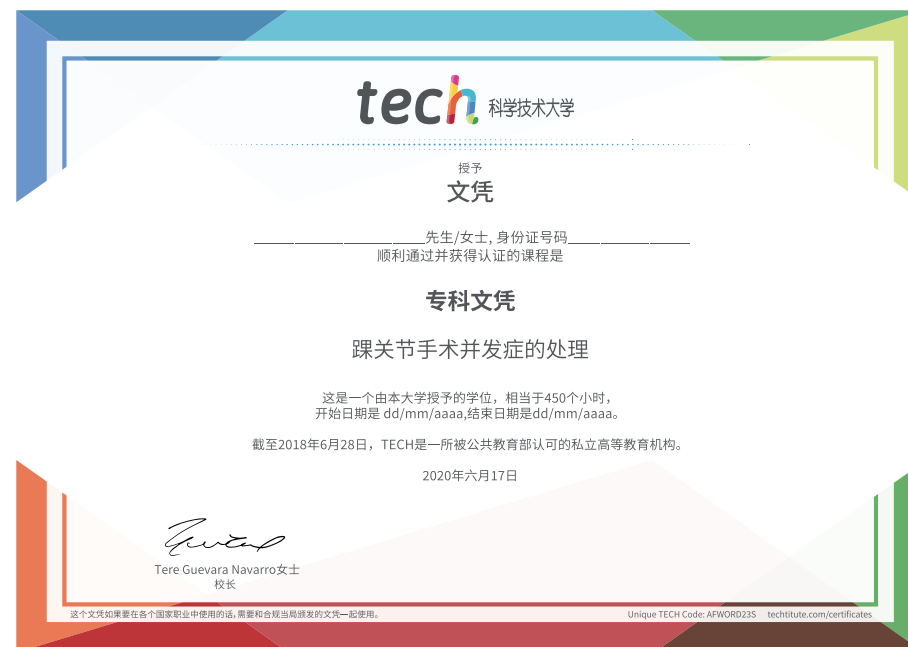 tech 科学技术大学
授予
文凭
______________________先生/女士, 身份证号码________________
顺利通过并获得认证的课程是
专科文凭
踝关节手术并发症的处理
这是一个由本大学授予的学位，相当于450个小时，
开始日期是 dd/mm/aaaa,结束日期是dd/mm/aaaa。
截至2018年6月28日，TECH是一所被公共教育部认可的私立高等教育机构。
2020年六月17日
Tere Guevara Navarro女士
校长
这个文凭如果要在各个国家职业中使用的话,需要和合规当局颁发的文凭一起使用。
Unique TECH Code: AFWORD23S techtitute.com/certificates